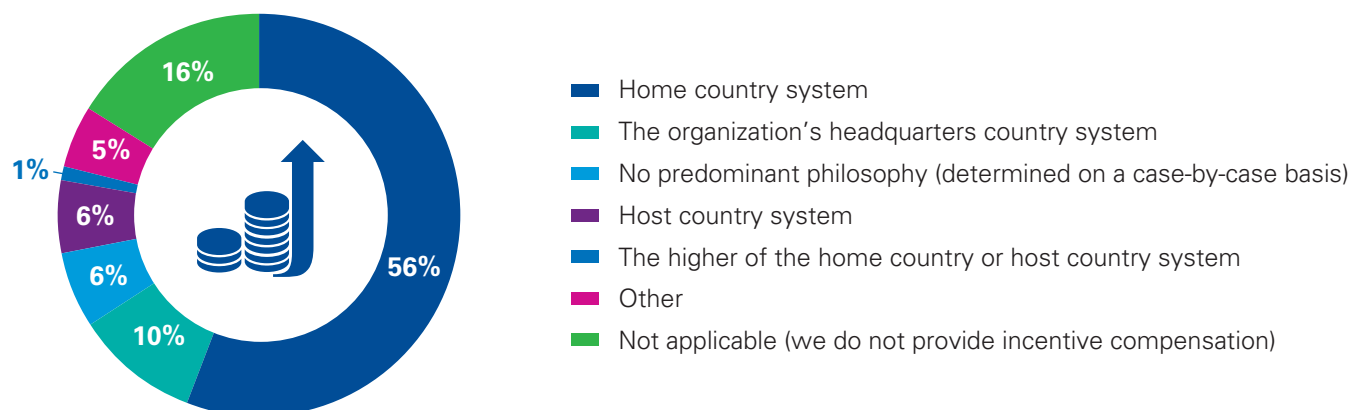 16%
5%
1%
6%
6%
10%
56%
Home country system
The organization’s headquarters country system
No predominant philosophy (determined on a case-by-case basis)
Host country system
The higher of the home country or host country system
Other
Not applicable (we do not provide incentive compensation)